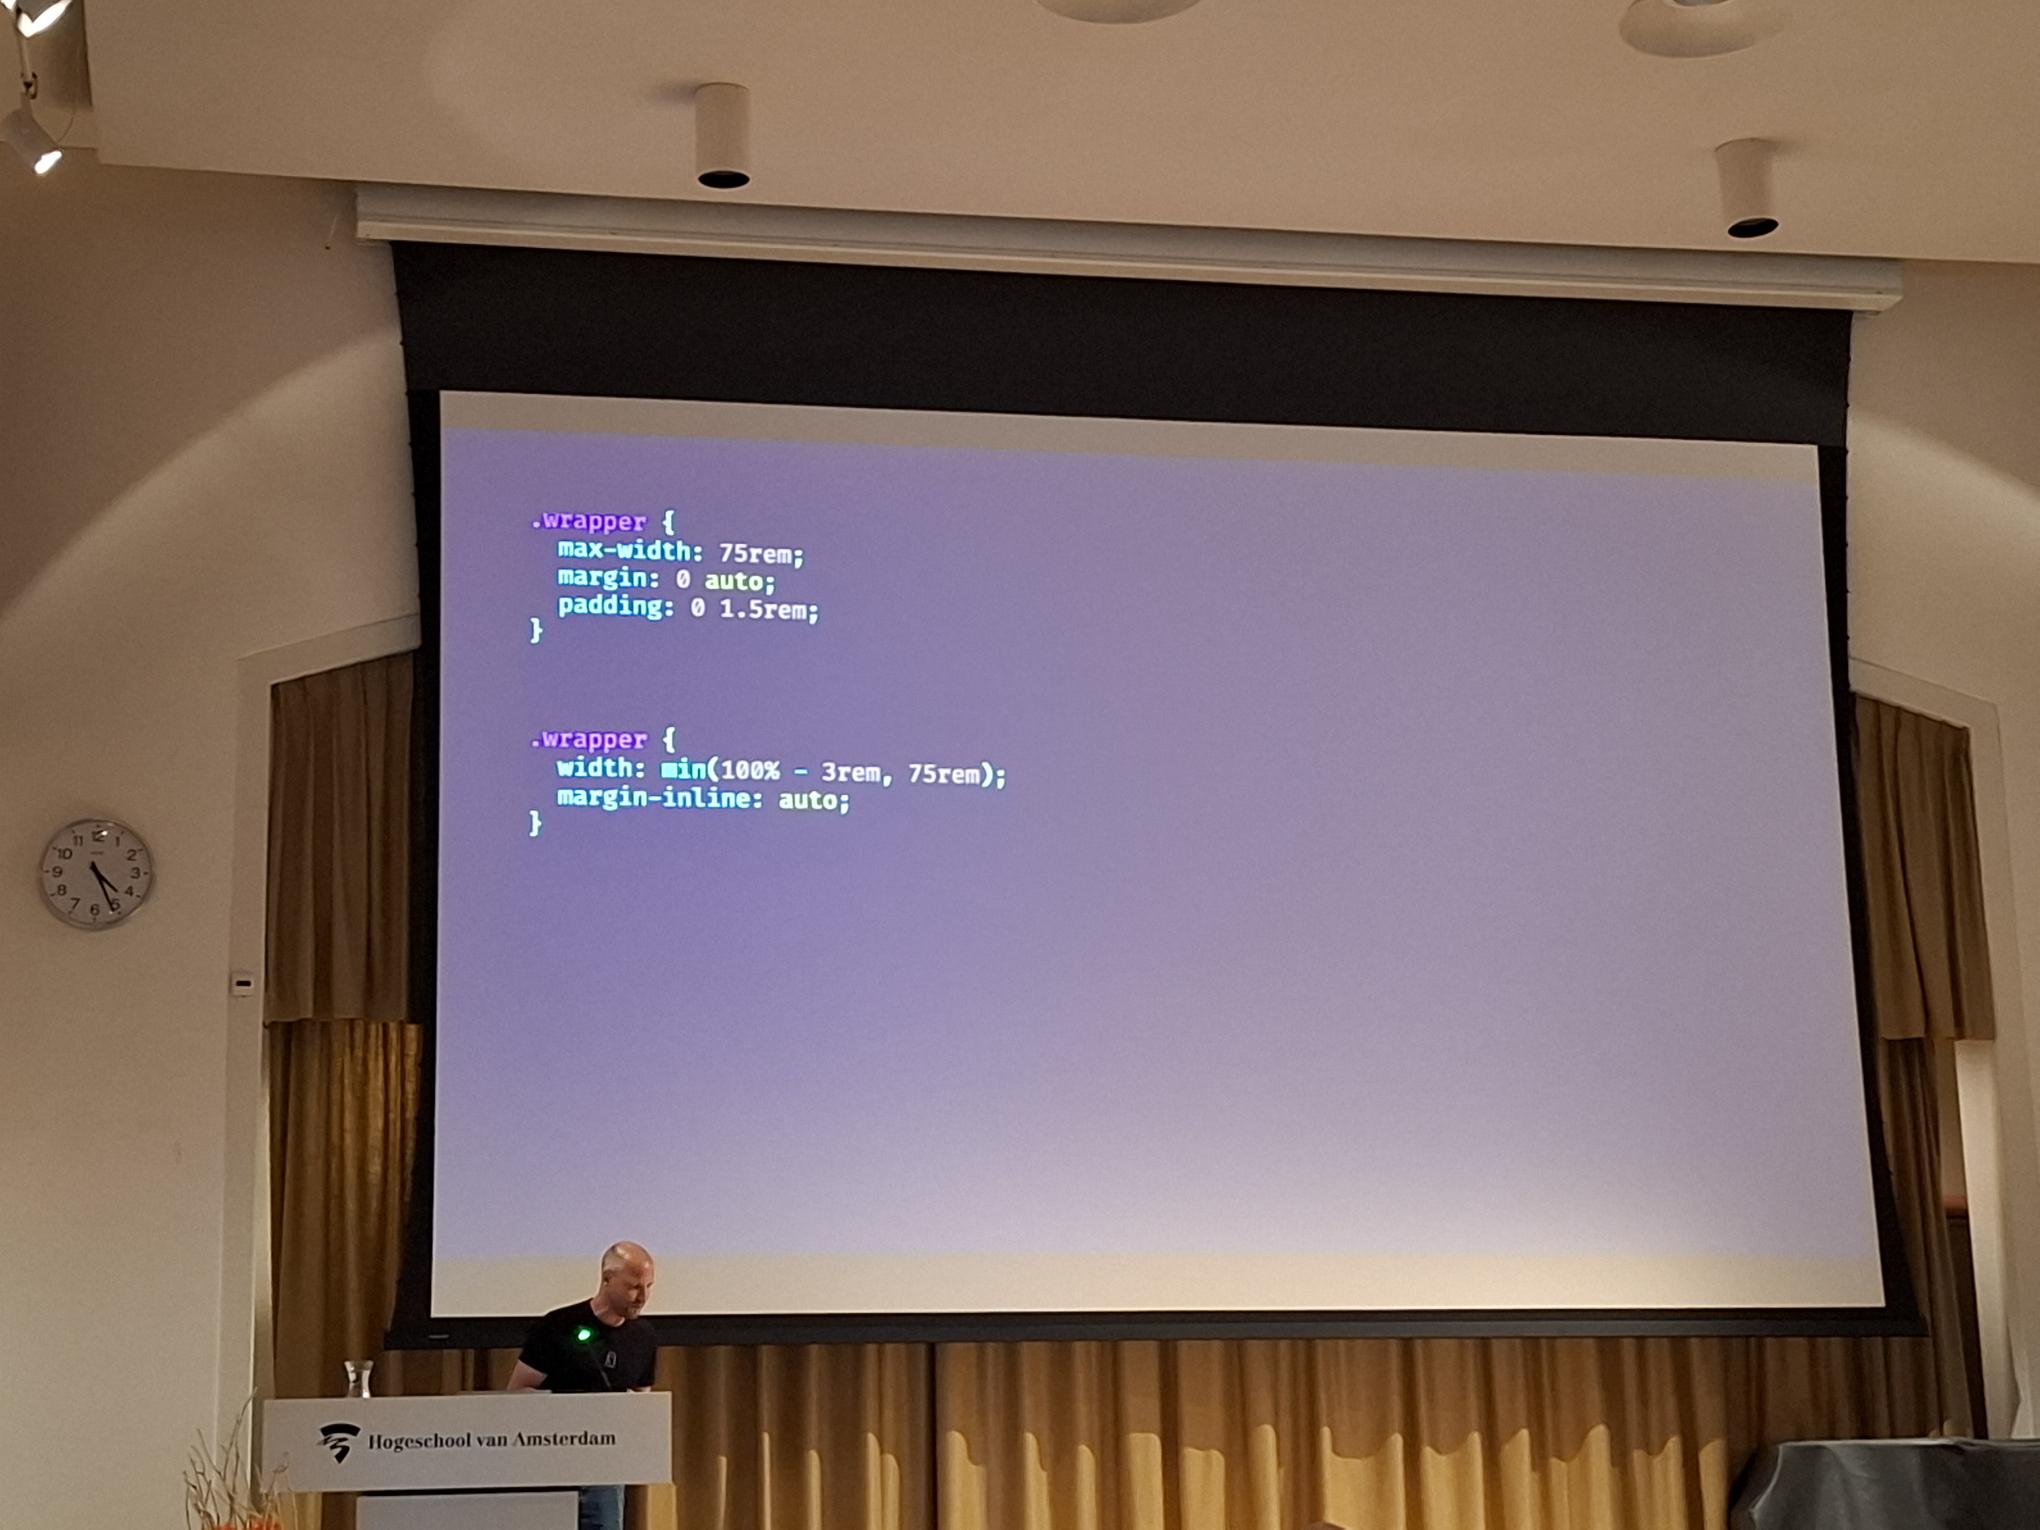 .wrapper {
  max-width: 75rem;
  margin: 0 auto;
  padding: 0 1.5rem;
}
.wrapper {
  width: min(100% - 3rem, 75rem);
  margin-inline: auto;
}
12
1
2
3
4
5
6
7
8
9
10
11
Hogeschool van Amsterdam